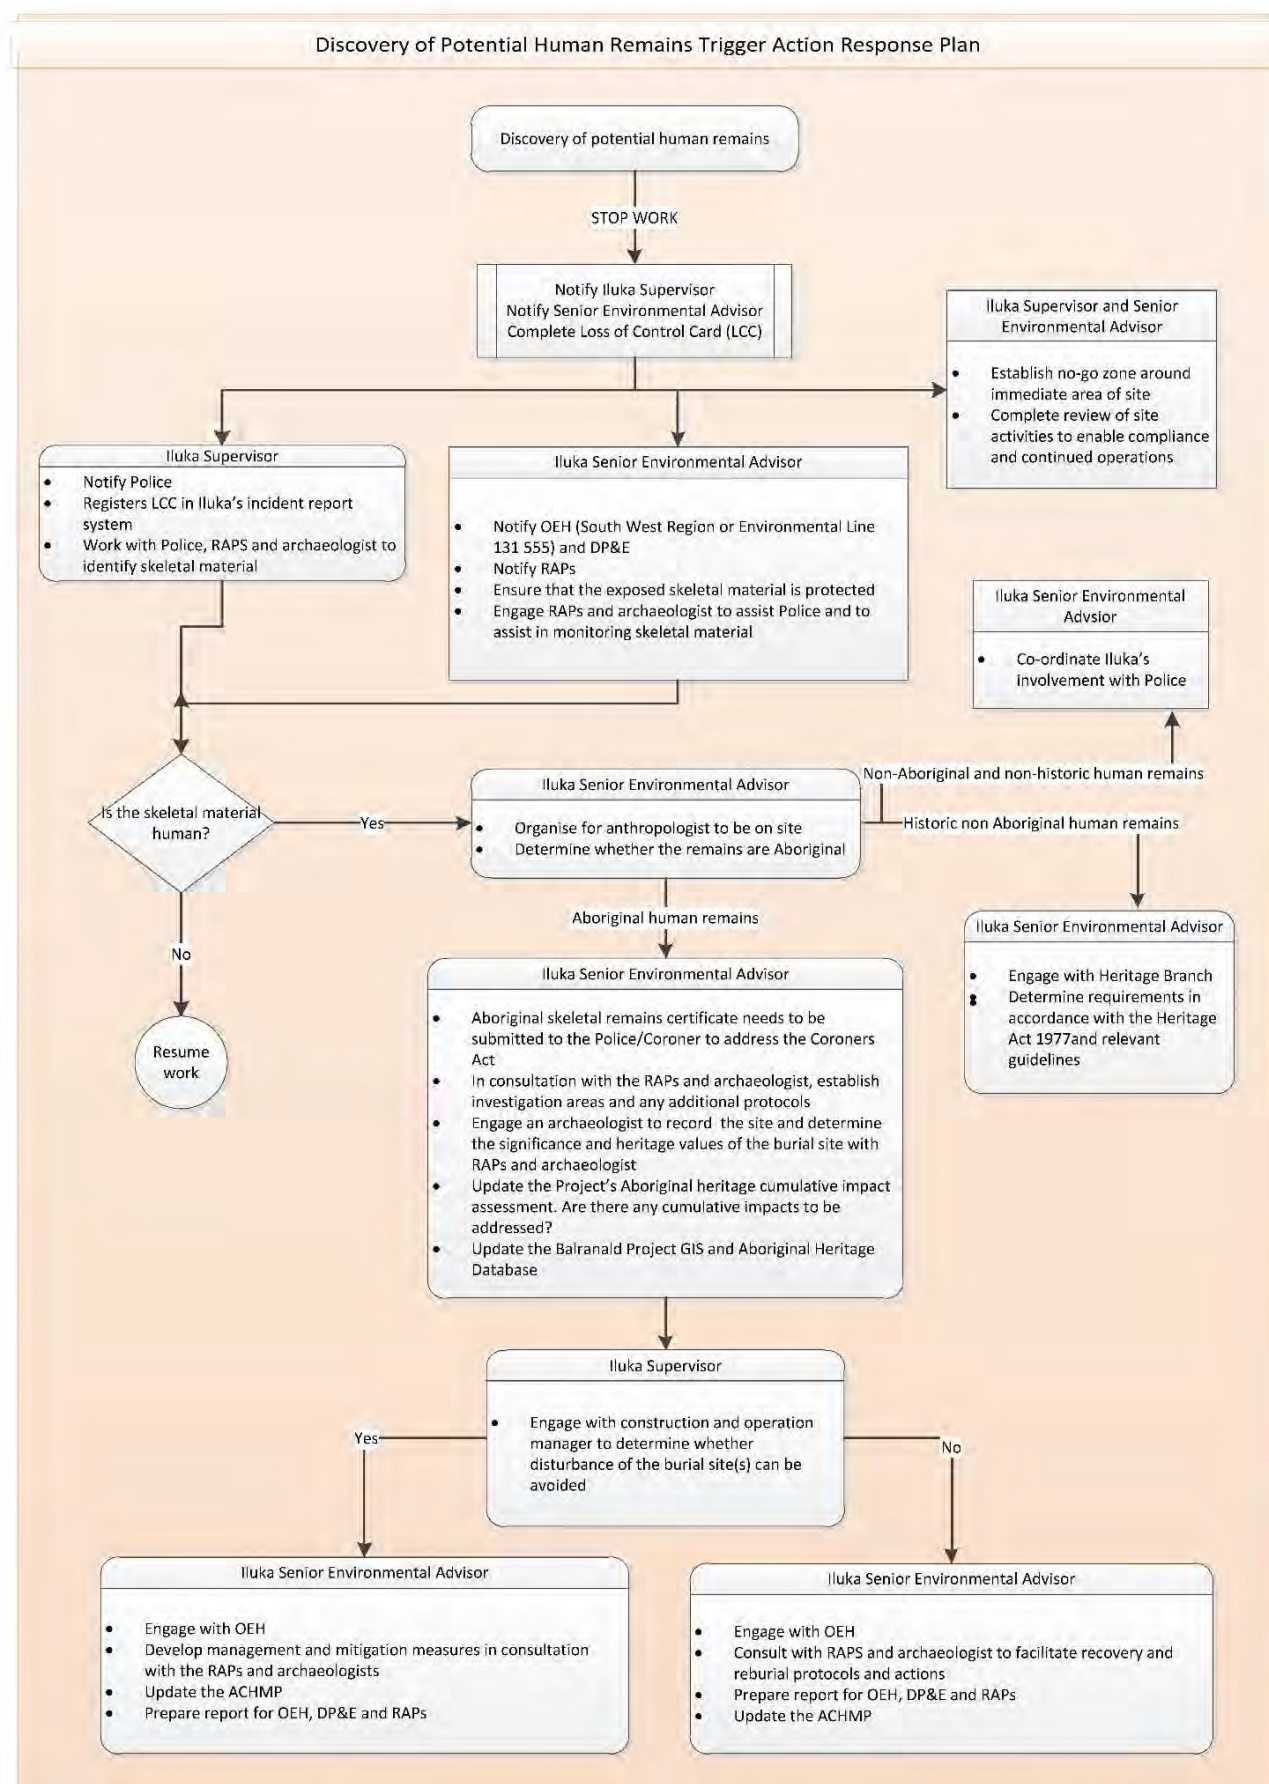 Discovery of Potential Human Remains Trigger Action Response Plan
Discovery of potential human remains
STOP WORK
Notify Iluka Supervisor
Notify Senior Environmental Advisor
Complete Loss of Control Card (LCC)
Iluka Supervisor and Senior
Environmental Advisor
• Establish no-go zone around
immediate area of site
• Complete review of site
activities to enable compliance
and continued operations
Iluka Supervisor
• Notify Police
• Registers LCC in Iluka's incident report
system
• Work with Police, RAPS and archaeologist to
identify skeletal material
Iluka Senior Environmental Advisor
• Notify OEH (South West Region or Environmental Line
131 555) and DP&E
• Notify RAPs
• Ensure that the exposed skeletal material is protected
• Engage RAPs and archaeologist to assist Police and to
assist in monitoring skeletal material
Iluka Senior Environmental
Advsior
• Co-ordinate Iluka's
involvement with Police
Is the skeletal material
human?
Yes
Iluka Senior Environmental Advisor
• Organise for anthropologist to be on site
• Determine whether the remains are Aboriginal
Non-Aboriginal and non-historic human remains
Historic non Aboriginal human remains
No
Resume
work
Aboriginal human remains
Iluka Senior Environmental Advisor
• Engage with Heritage Branch
• Determine requirements in
accordance with the Heritage
Act 1977and relevant
guidelines
Iluka Senior Environmental Advisor
• Aboriginal skeletal remains certificate needs to be
submitted to the Police/Coroner to address the Coroners
Act
• In consultation with the RAPs and archaeologist, establish
investigation areas and any additional protocols
• Engage an archaeologist to record the site and determine
the significance and heritage values of the burial site with
RAPs and archaeologist
• Update the Project's Aboriginal heritage cumulative impact
assessment. Are there any cumulative impacts to be
addressed?
• Update the Balranald Project GIS and Aboriginal Heritage
Database
Iluka Supervisor
• Engage with construction and operation
manager to determine whether
disturbance of the burial site(s) can be
avoided
Yes
No
Iluka Senior Environmental Advisor
• Engage with OEH
• Develop management and mitigation measures in consultation
with the RAPs and archaeologists
• Update the ACHMP
• Prepare report for OEH, DP&E and RAPs
Iluka Senior Environmental Advisor
• Engage with OEH
• Consult with RAPS and archaeologist to facilitate recovery and
reburial protocols and actions
• Prepare report for OEH, DP&E and RAPs
• Update the ACHMP